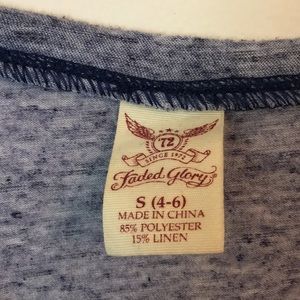 72
SINCE 1972
Faded Glory
S (4-6)
MADE IN CHINA
85% POLYESTER
15% LINEN